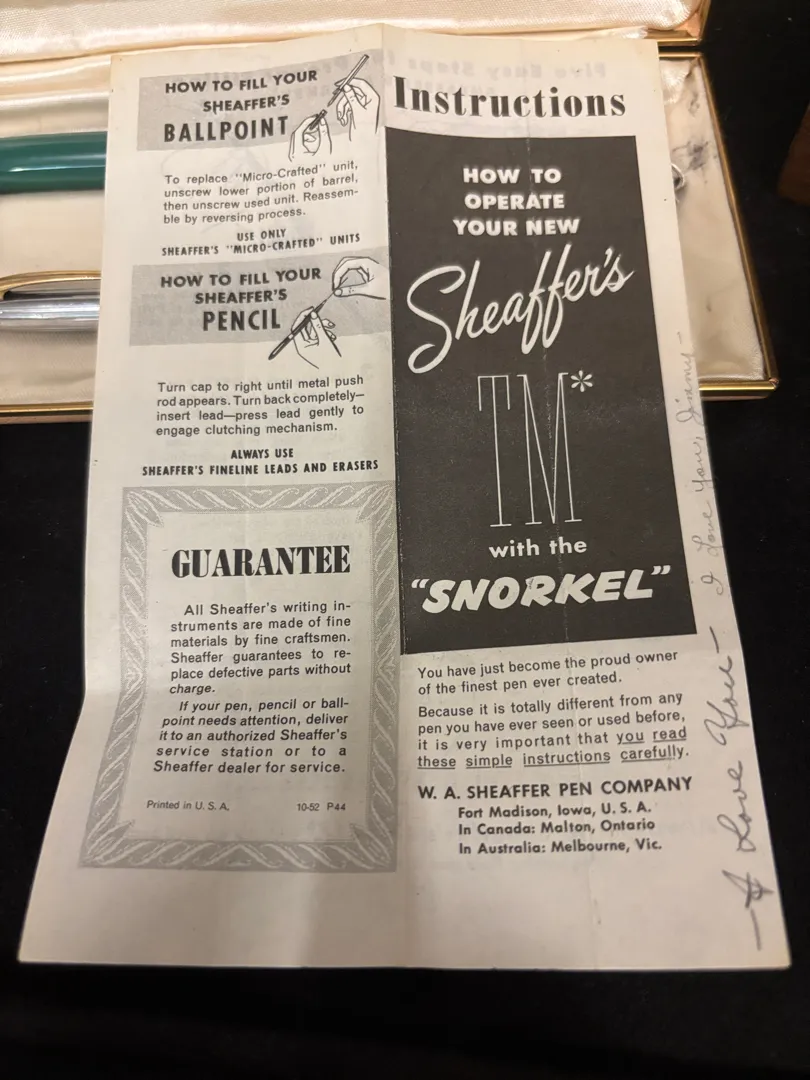 HOW TO FILL YOUR
SHEAFFER'S
BALLPOINT
To replace "Micro-Crafted" unit,
unscrew lower portion of barrel,
then unscrew used unit. Reassem-
ble by reversing process.
USE ONLY
SHEAFFER'S "MICRO-CRAFTED" UNITS
HOW TO FILL YOUR
SHEAFFER'S
PENCIL
Turn cap to right until metal push
rod appears. Turn back completely—
insert lead—press lead gently to
engage clutching mechanism.
ALWAYS USE
SHEAFFER'S FINELINE LEADS AND ERASERS
GUARANTEE
All Sheaffer's writing in-
struments are made of fine
materials by fine craftsmen.
Sheaffer guarantees to re-
place defective parts without
charge.
If your pen, pencil or ball-
point needs attention, deliver
it to an authorized Sheaffer's
service station or to a
Sheaffer dealer for service.
Printed in U. S. A. 10-52 P44
Instructions
HOW TO
OPERATE
YOUR NEW
Sheaffer's
TM*
with the
"SNORKEL"
You have just become the proud owner
of the finest pen ever created.
Because it is totally different from any
pen you have ever seen or used before,
it is very important that you read
these simple instructions carefully.
W. A. SHEAFFER PEN COMPANY
Fort Madison, Iowa, U. S. A.
In Canada: Malton, Ontario
In Australia: Melbourne, Vic.
— I Love You — I Love You, Jimmy —